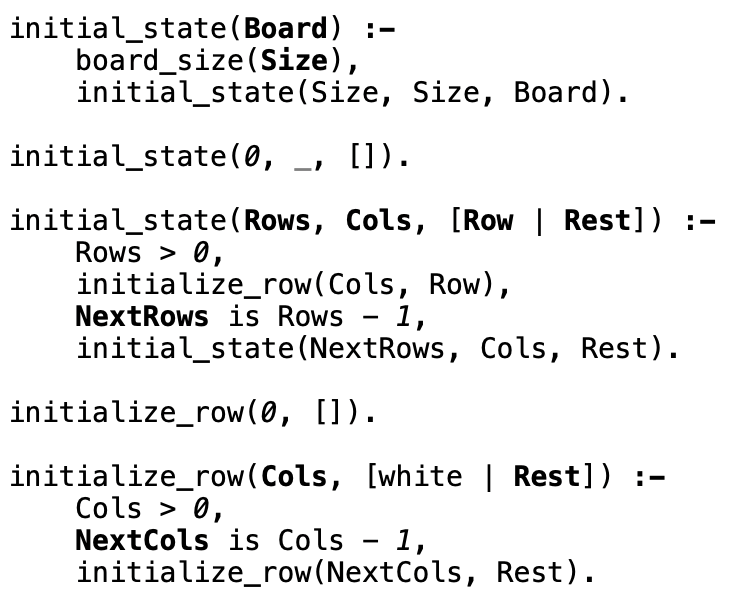 initial_state(Board) :-
    board_size(Size),
    initial_state(Size, Size, Board).

initial_state(0, _, []).

initial_state(Rows, Cols, [Row | Rest]) :-
    Rows > 0,
    initialize_row(Cols, Row),
    NextRows is Rows - 1,
    initial_state(NextRows, Cols, Rest).

initialize_row(0, []).

initialize_row(Cols, [white | Rest]) :-
    Cols > 0,
    NextCols is Cols - 1,
    initialize_row(NextCols, Rest).